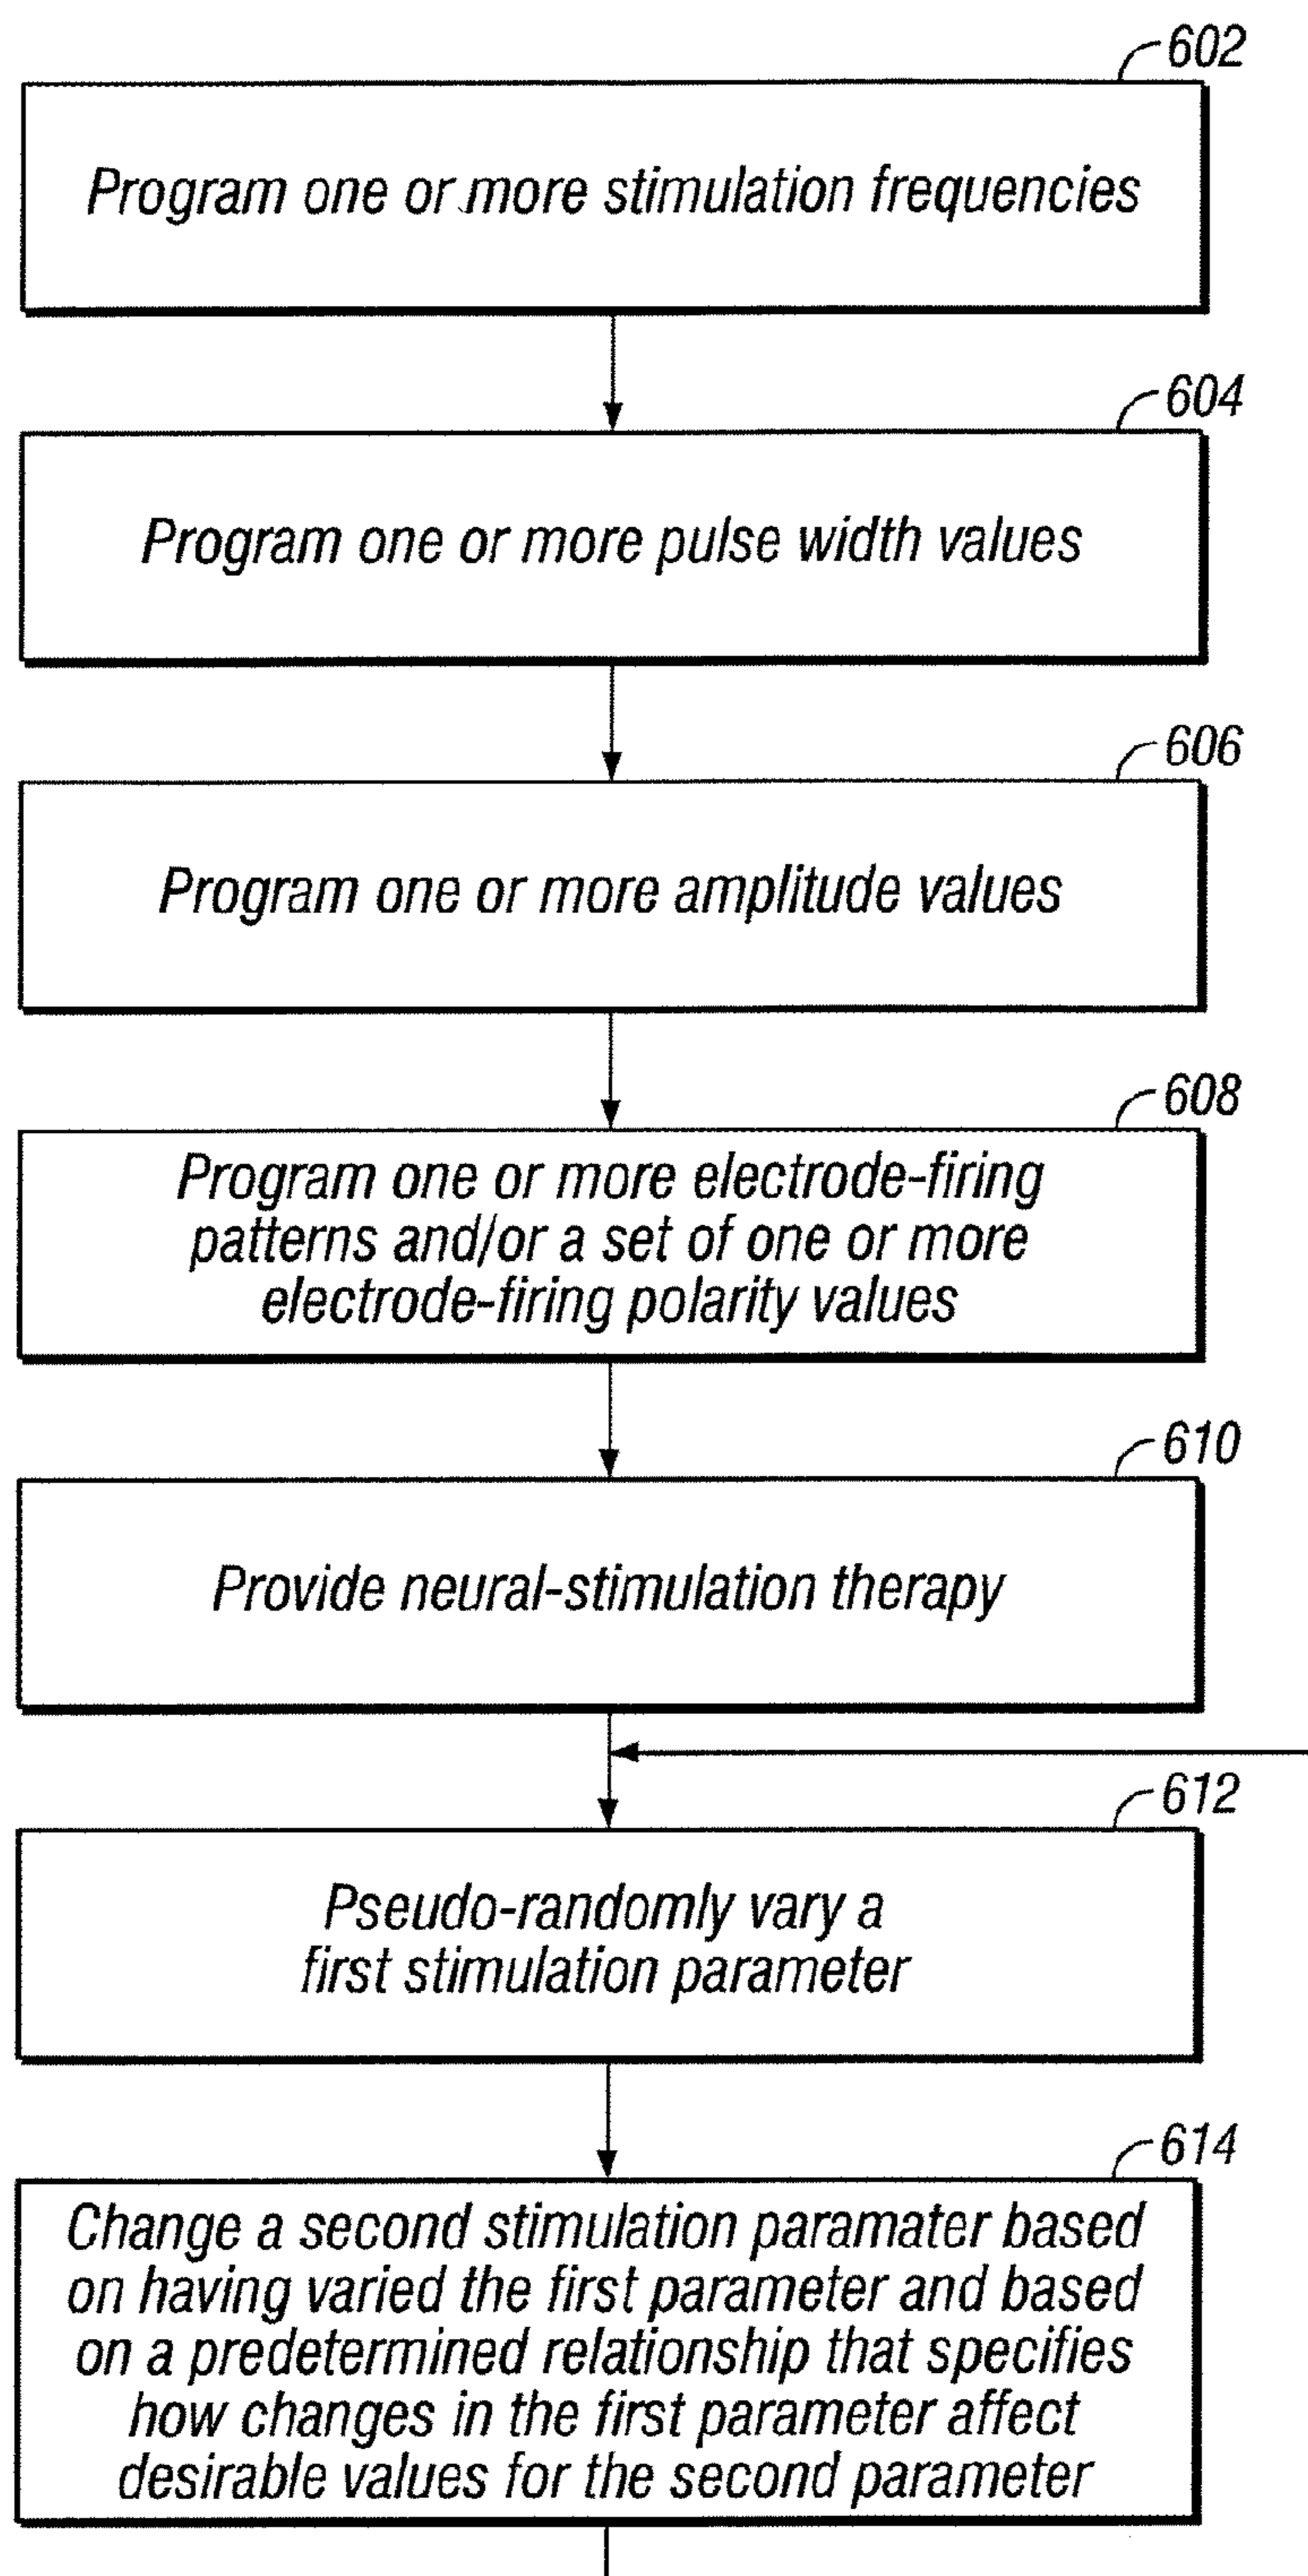 602
Program one or more stimulation frequencies
604
Program one or more pulse width values
606
Program one or more amplitude values
608
Program one or more electrode-firing
patterns and/or a set of one or more
electrode-firing polarity values
610
Provide neural-stimulation therapy
612
Pseudo-randomly vary a
first stimulation parameter
614
Change a second stimulation paramater based
on having varied the first parameter and based
on a predetermined relationship that specifies
how changes in the first parameter affect
desirable values for the second parameter